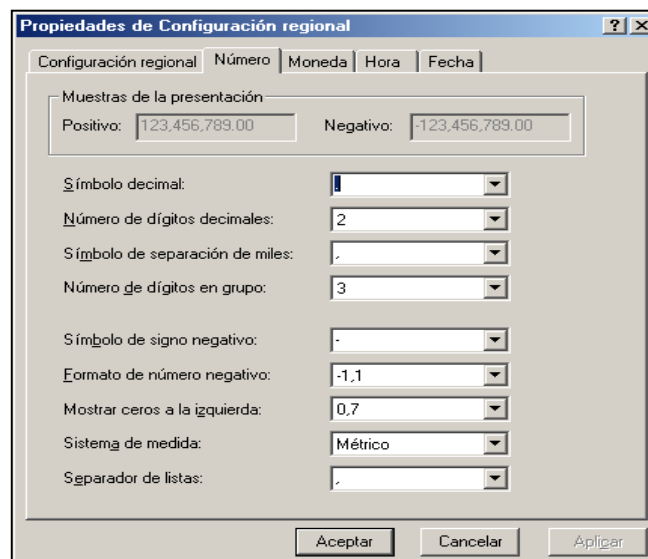 Propiedades de Configuración regional
Configuración regional Número Moneda Hora Fecha
Muestras de la presentación
Positivo: 123,456,789.00 Negativo: -123,456,789.00
Símbolo decimal: .
Número de dígitos decimales: 2
Símbolo de separación de miles: ,
Número de dígitos en grupo: 3
Símbolo de signo negativo: -
Formato de número negativo: -1,1
Mostrar ceros a la izquierda: 0,7
Sistema de medida: Métrico
Separador de listas: ,
Aceptar Cancelar Aplicar